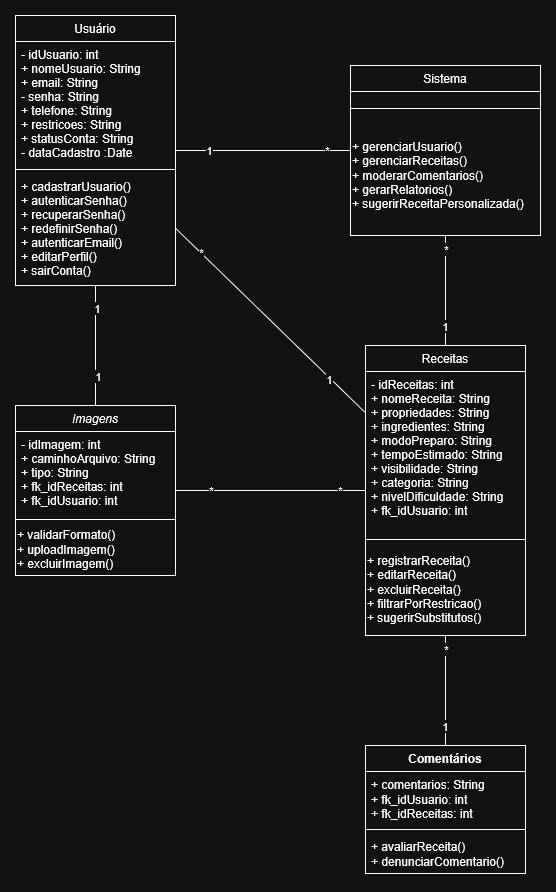 Usuário
- idUsuario: int
+ nomeUsuario: String
+ email: String
- senha: String
+ telefone: String
+ restricoes: String
+ statusConta: String
- dataCadastro :Date
+ cadastrarUsuario()
+ autenticarSenha()
+ recuperarSenha()
+ redefinirSenha()
+ autenticarEmail()
+ editarPerfil()
+ sairConta()
1
*
Sistema
+ gerenciarUsuario()
+ gerenciarReceitas()
+ moderarComentarios()
+ gerarRelatorios()
+ sugerirReceitaPersonalizada()
*
1
*
1
1
1
Imagens
- idImagem: int
+ caminhoArquivo: String
+ tipo: String
+ fk_idReceitas: int
+ fk_idUsuario: int
+ validarFormato()
+ uploadImagem()
+ excluirImagem()
*
*
Receitas
- idReceitas: int
+ nomeReceita: String
+ propriedades: String
+ ingredientes: String
+ modoPreparo: String
+ tempoEstimado: String
+ visibilidade: String
+ categoria: String
+ nivelDificuldade: String
+ fk_idUsuario: int
+ registrarReceita()
+ editarReceita()
+ excluirReceita()
+ filtrarPorRestricao()
+ sugerirSubstitutos()
*
1
Comentários
+ comentarios: String
+ fk_idUsuario: int
+ fk_idReceitas: int
+ avaliarReceita()
+ denunciarComentario()